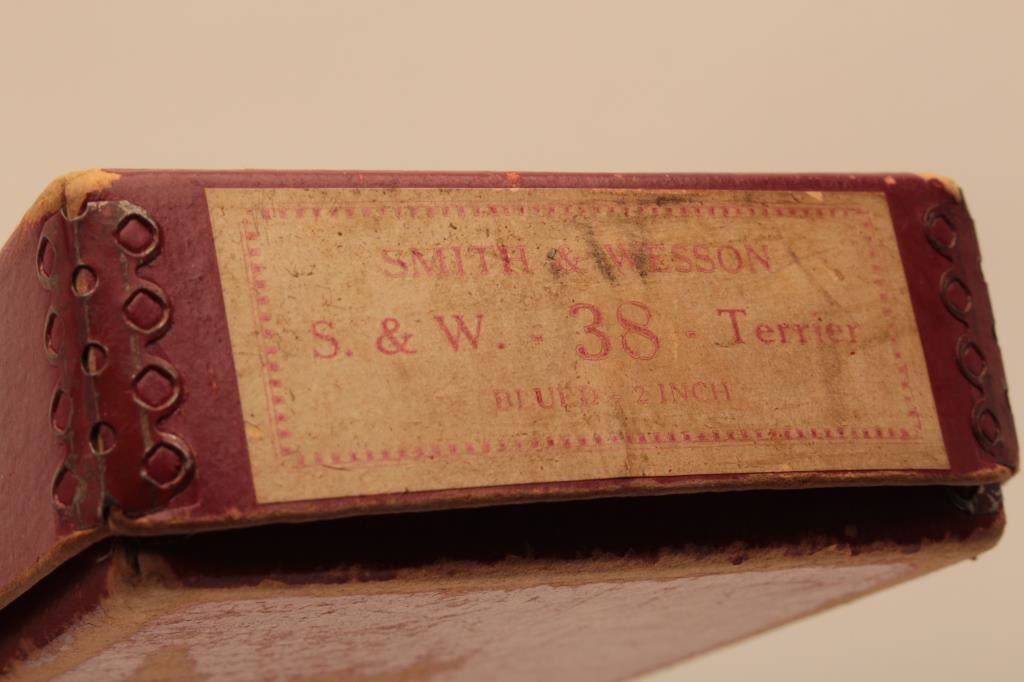 SMITH & WESSON
S. & W. - 38 - Terrier
BLUED - 2 INCH